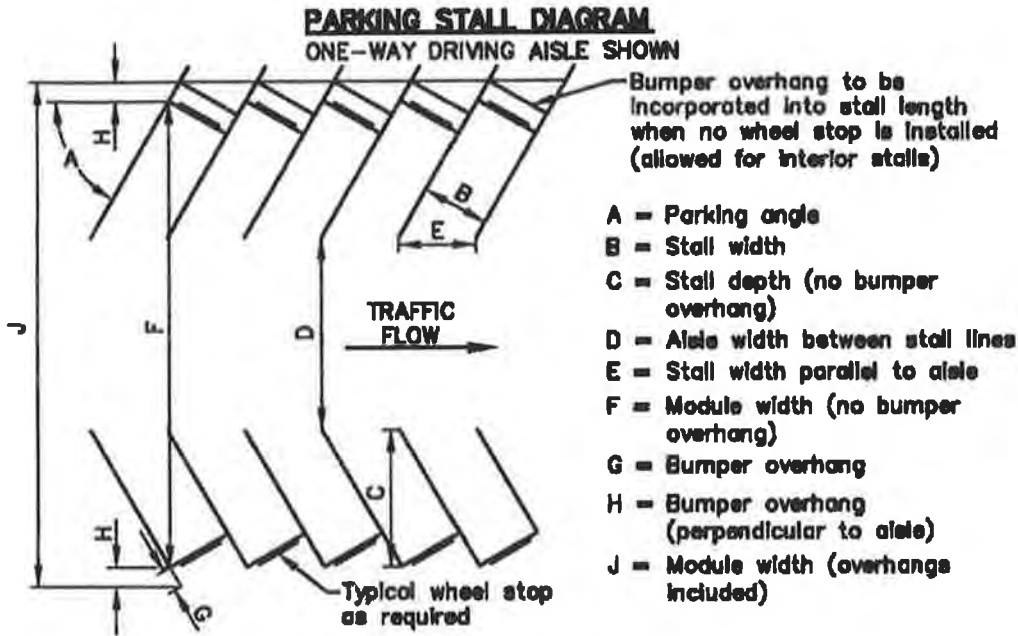 PARKING STALL DIAGRAM
ONE-WAY DRIVING AISLE SHOWN
Bumper overhang to be
incorporated into stall length
when no wheel stop is installed
(allowed for interior stalls)
H
A
B
E
A = Parking angle
B = Stall width
C = Stall depth (no bumper
overhang)
D = Aisle width between stall lines
E = Stall width parallel to aisle
F = Module width (no bumper
overhang)
G = Bumper overhang
H = Bumper overhang
(perpendicular to aisle)
J = Module width (overhangs
included)
J
F
D
TRAFFIC
FLOW
C
H
G
Typical wheel stop
as required